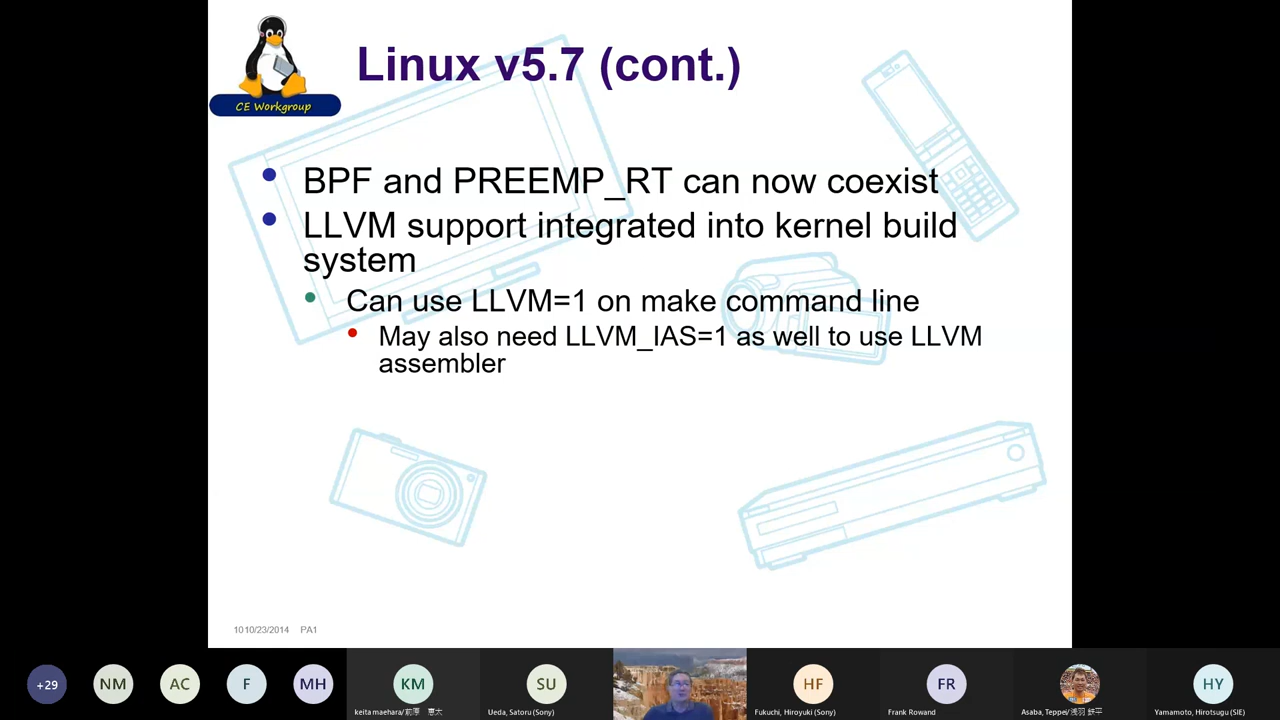 CE Workgroup
Linux v5.7 (cont.)
BPF and PREEMP_RT can now coexist
LLVM support integrated into kernel build
system
Can use LLVM=1 on make command line
May also need LLVM_IAS=1 as well to use LLVM
assembler
1010/23/2014 PA1
+29
NM
AC
F
MH
KM
SU
HF
FR
HY
keita maehara/前原 恵太
Ueda, Satoru (Sony)
Fukuchi, Hiroyuki (Sony)
Frank Rowand
Asaba, Teppei/浅羽 鉄平
Yamamoto, Hirotsugu (SIE)